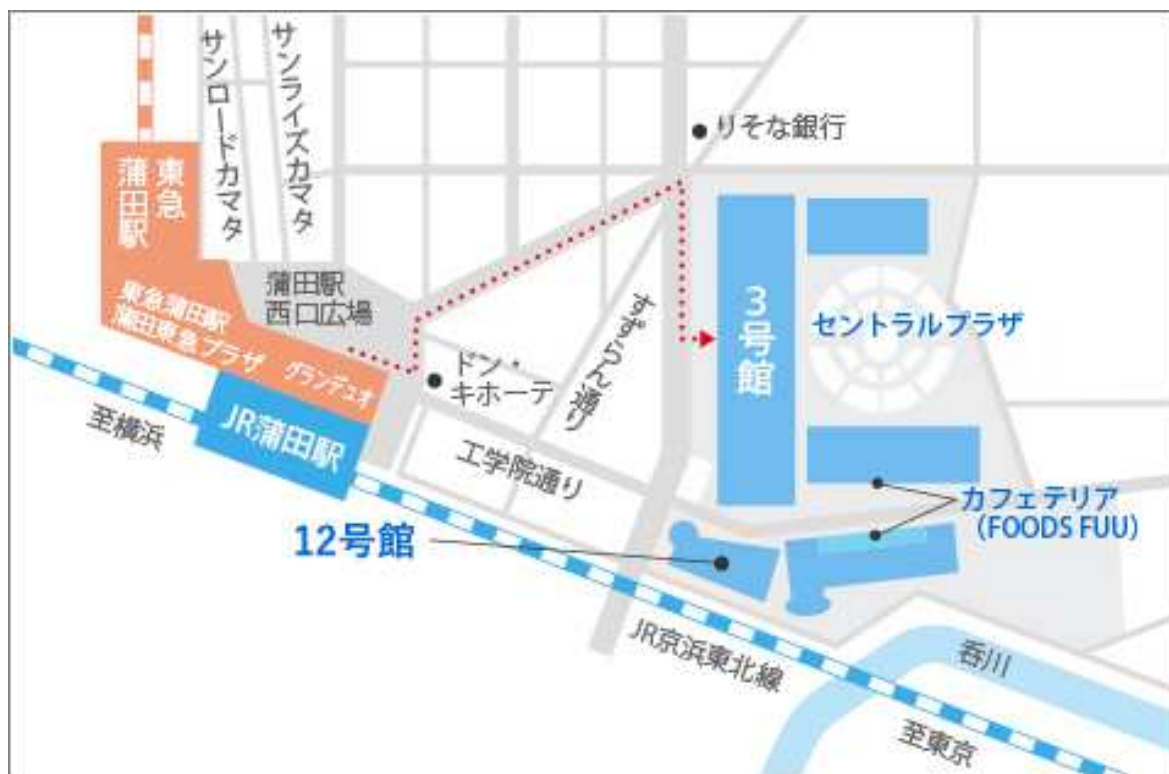 サンロードカマタ
サンライズカマタ
りそな銀行
東急
蒲田駅
蒲田駅
西口広場
東急蒲田駅
蒲田東急プラザ
グランデュオ
JR蒲田駅
至横浜
ドン・
キホーテ
すずらん通り
工学院通り
3号館
セントラルプラザ
カフェテリア
(FOODS FUU)
12号館
JR京浜東北線
呑川
至東京